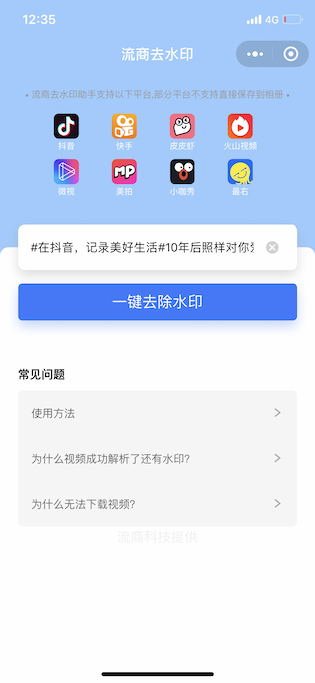 12:35
4G
流商去水印
• 流商去水印助手支持以下平台,部分平台不支持直接保存到相册 •
抖音 快手 皮皮虾 火山视频
MP
微视 美拍 小咖秀 最右
#在抖音，记录美好生活#10年后照样对你
一键去除水印
常见问题
使用方法
为什么视频成功解析了还有水印?
为什么无法下载视频?
流商科技提供